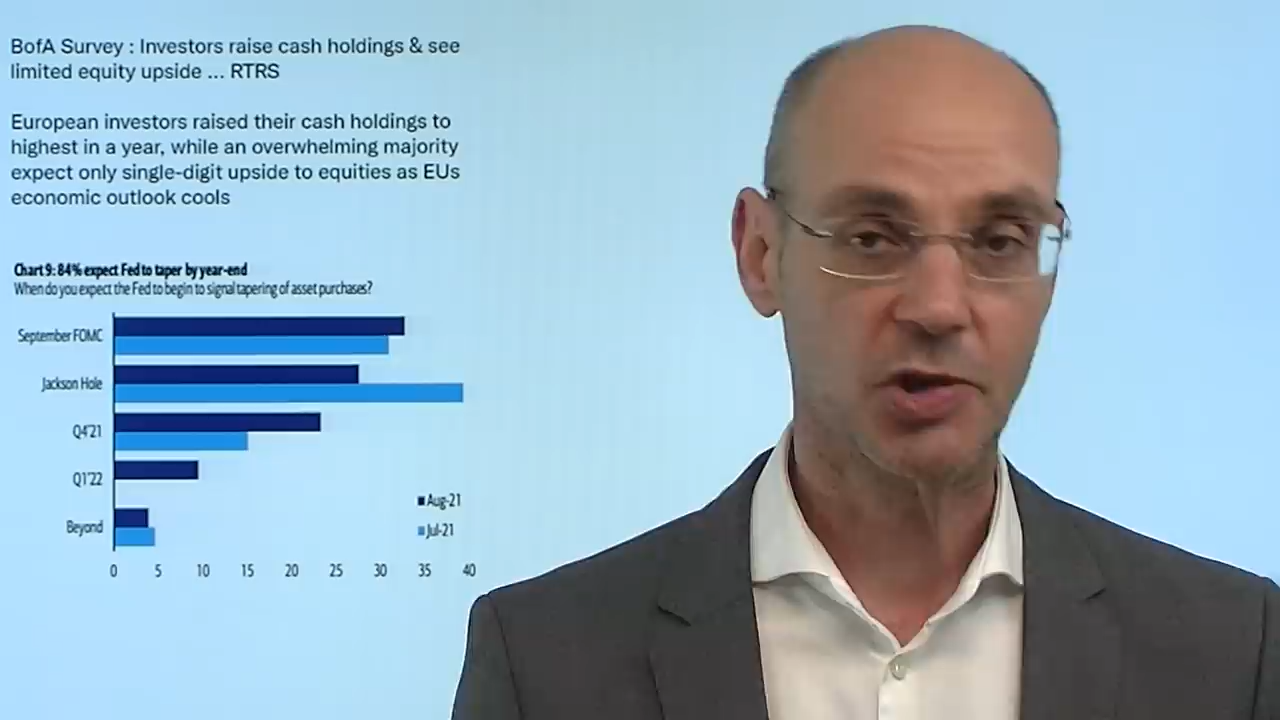 BofA Survey : Investors raise cash holdings & see
limited equity upside ... RTRS
European investors raised their cash holdings to
highest in a year, while an overwhelming majority
expect only single-digit upside to equities as EUs
economic outlook cools
Chart 9: 84% expect Fed to taper by year-end
When do you expect the Fed to begin to signal tapering of asset purchases?
September FOMC
Jackson Hole
Q4'21
Q1'22
Beyond
Aug-21
Jul-21
0 5 10 15 20 25 30 35 40